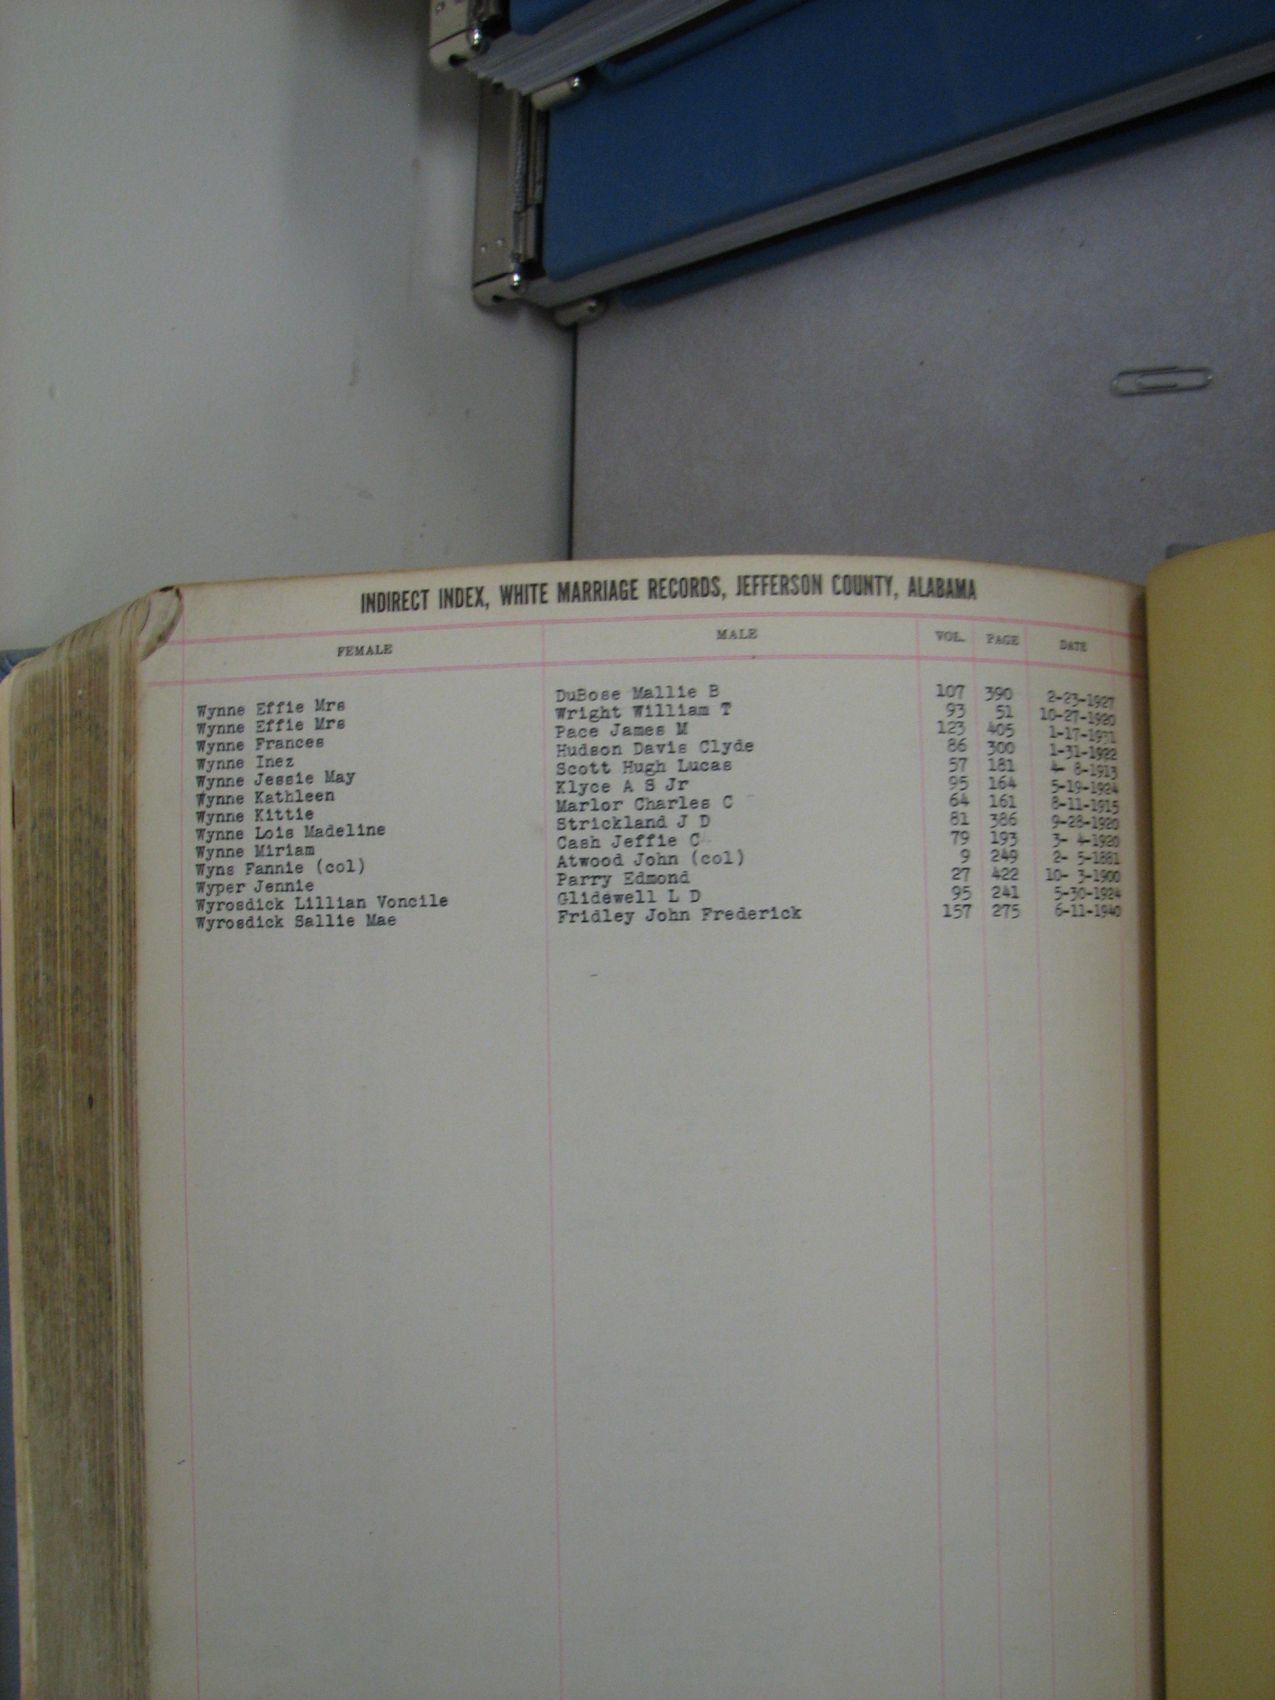 INDIRECT INDEX, WHITE MARRIAGE RECORDS, JEFFERSON COUNTY, ALABAMA
FEMALE MALE VOL. PAGE DATE
Wynne Effie Mrs DuBose Mallie B 107 390 2-23-1927
Wynne Effie Mrs Wright William T 93 51 10-27-1920
Wynne Frances Pace James M 123 405 1-17-1931
Wynne Inez Hudson Davis Clyde 86 300 1-31-1922
Wynne Jessie May Scott Hugh Lucas 57 181 4- 8-1913
Wynne Kathleen Klyce A S Jr 95 164 5-19-1924
Wynne Kittie Marlor Charles C 64 161 8-11-1915
Wynne Lois Madeline Strickland J D 81 386 9-28-1920
Wynne Miriam Cash Jeffie C 79 193 3- 4-1920
Wyns Fannie (col) Atwood John (col) 9 249 2- 5-1881
Wyper Jennie Parry Edmond 27 422 10- 3-1900
Wyrosdick Lillian Voncile Glidewell L D 95 241 5-30-1924
Wyrosdick Sallie Mae Fridley John Frederick 157 275 6-11-1940